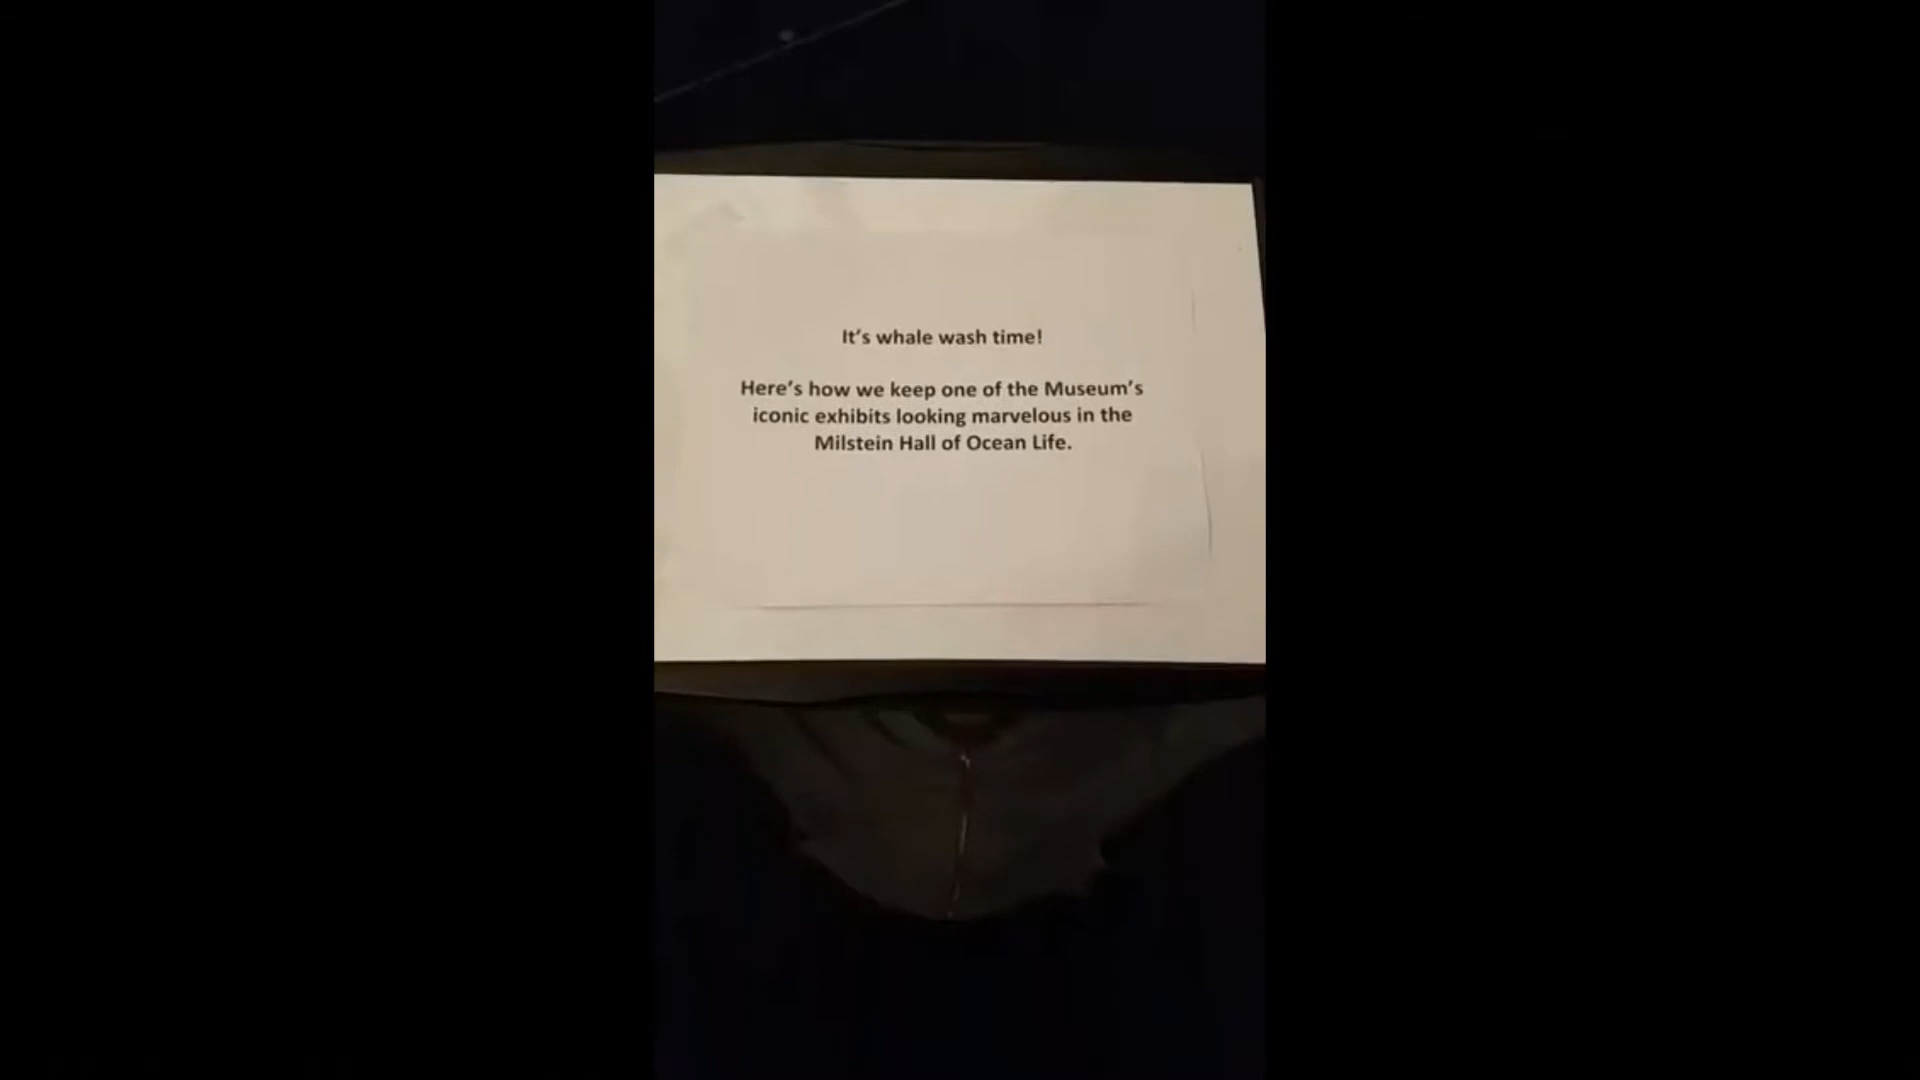 It's whale wash time!
Here's how we keep one of the Museum's
iconic exhibits looking marvelous in the
Milstein Hall of Ocean Life.